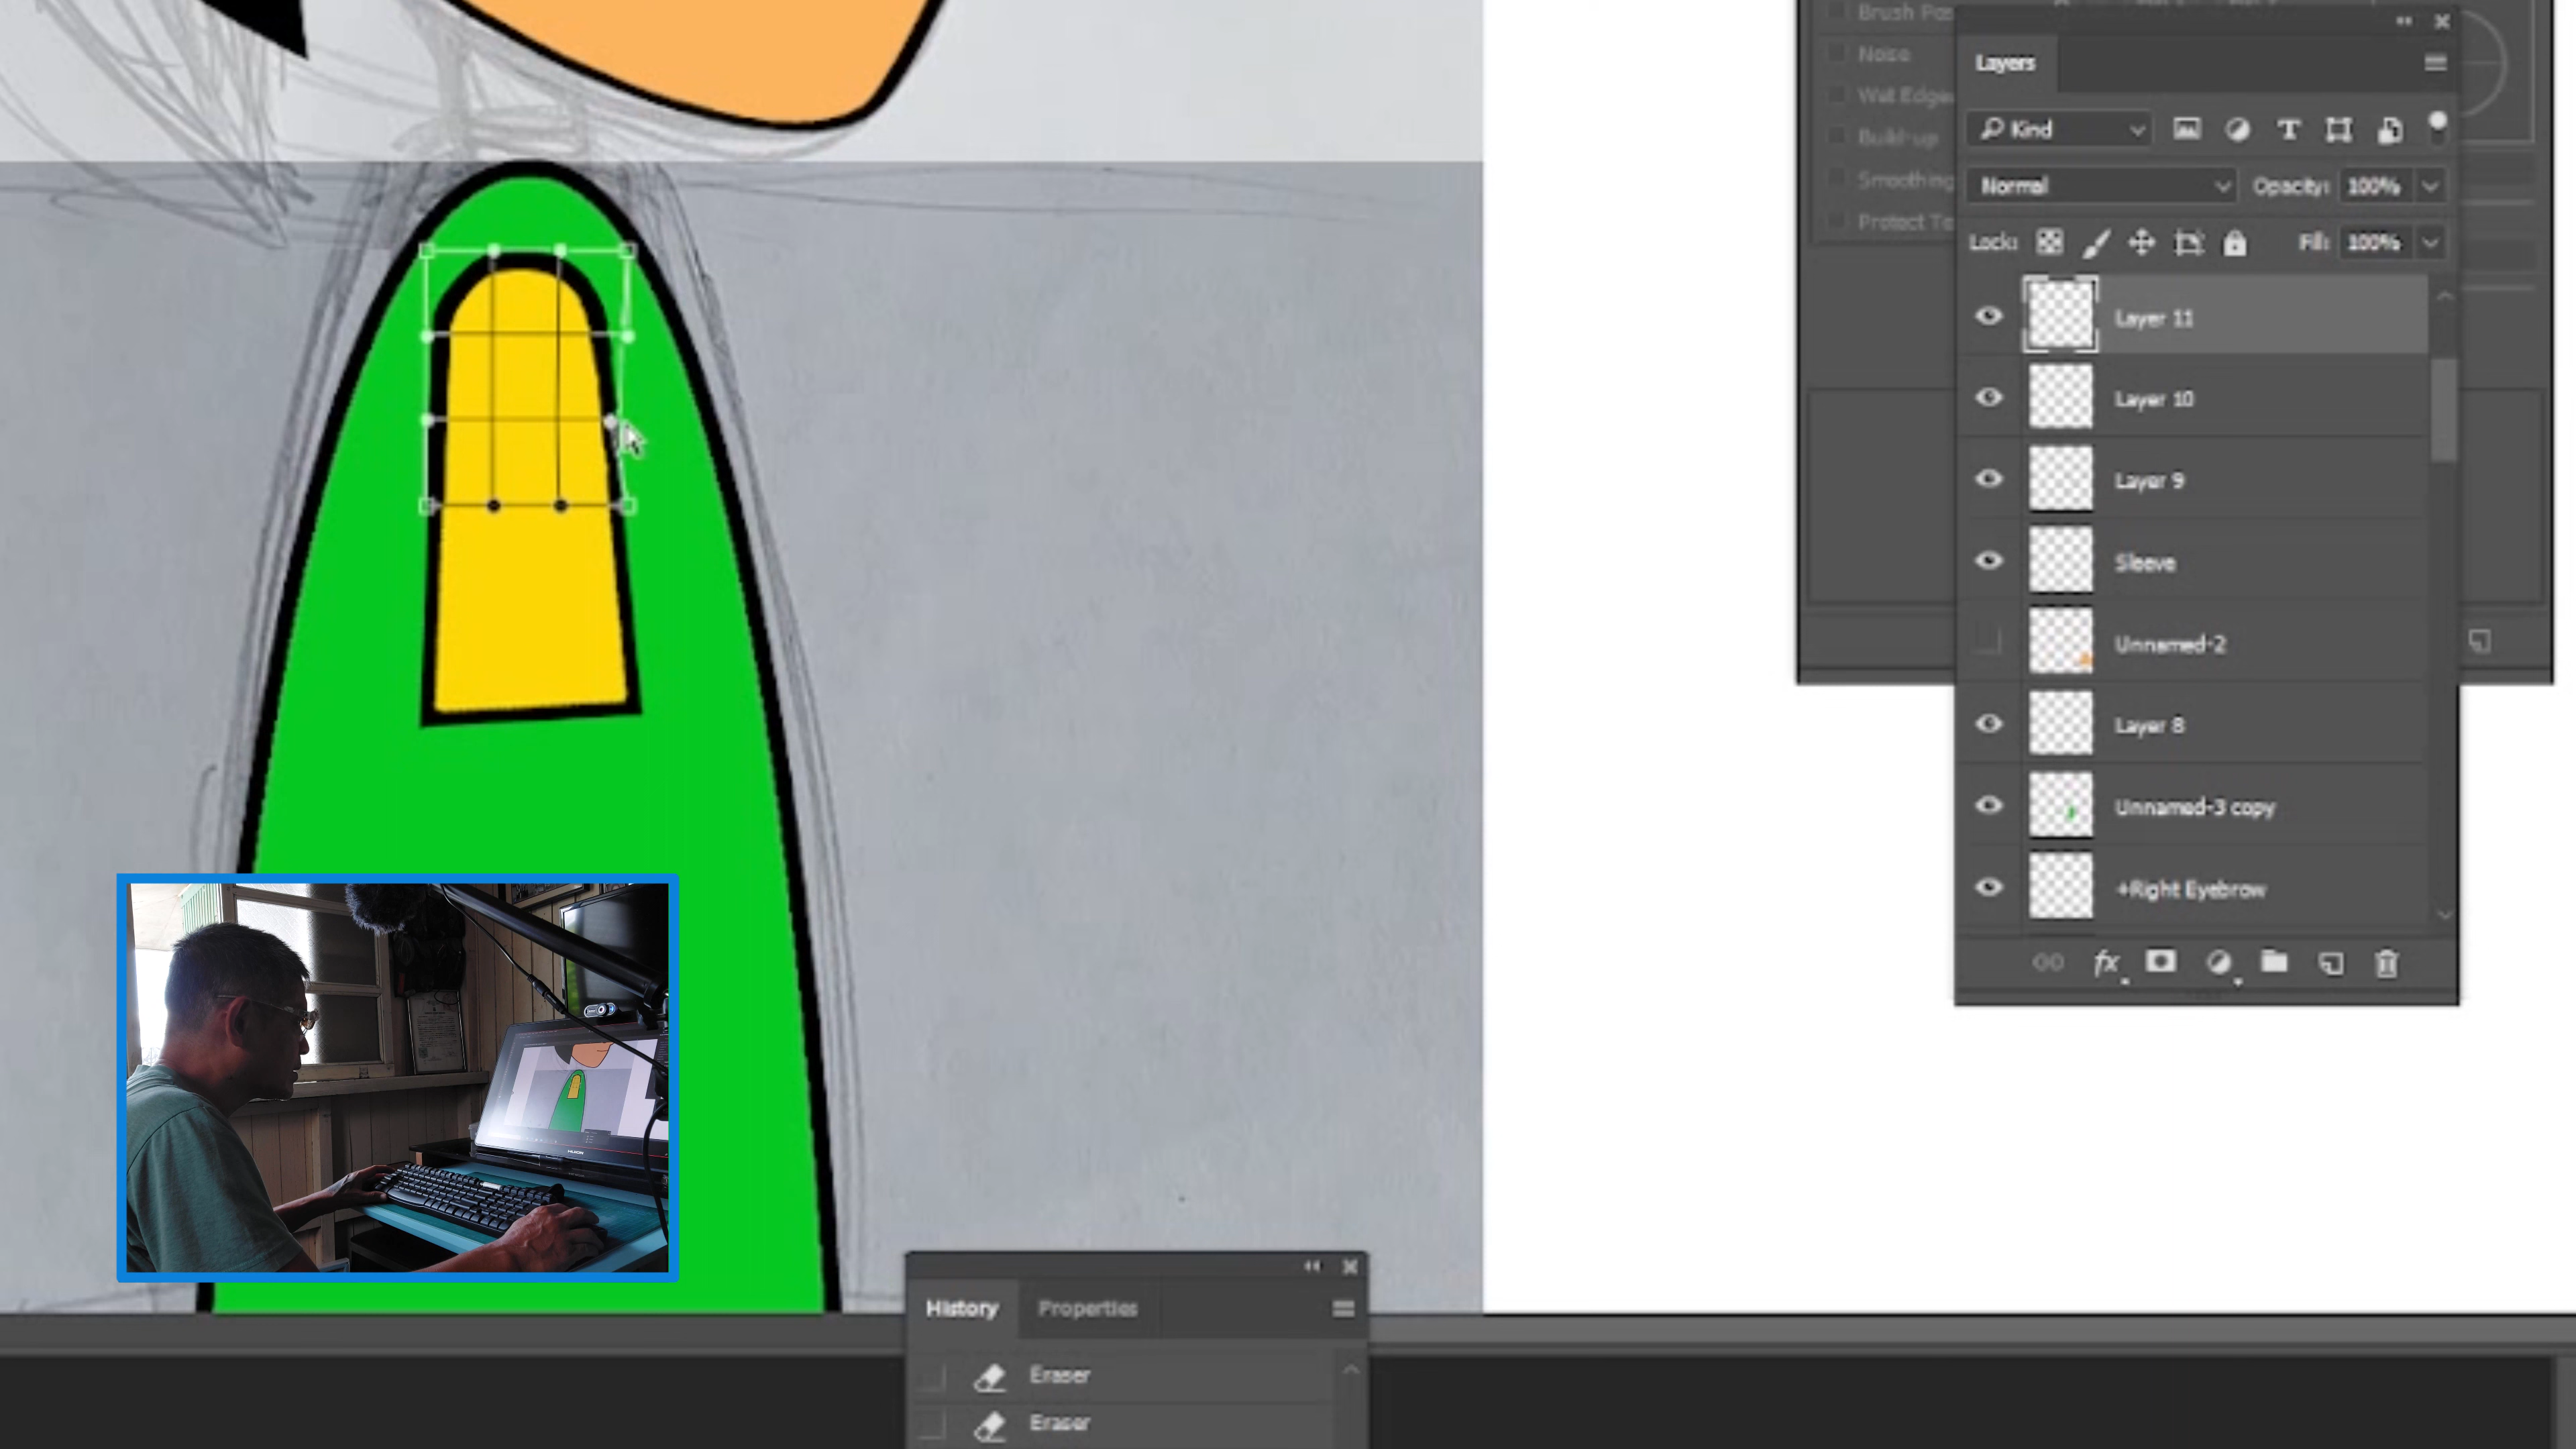 Brush Pos
Noise
Wet Edges
Build-up
Smoothing
Protect Te
Layers
Kind
Normal
Opacity: 100%
Lock:
Fill: 100%
Layer 11
Layer 10
Layer 9
Sleeve
Unnamed-2
Layer 8
Unnamed-3 copy
+Right Eyebrow
fx
HUION
History
Properties
Eraser
Eraser